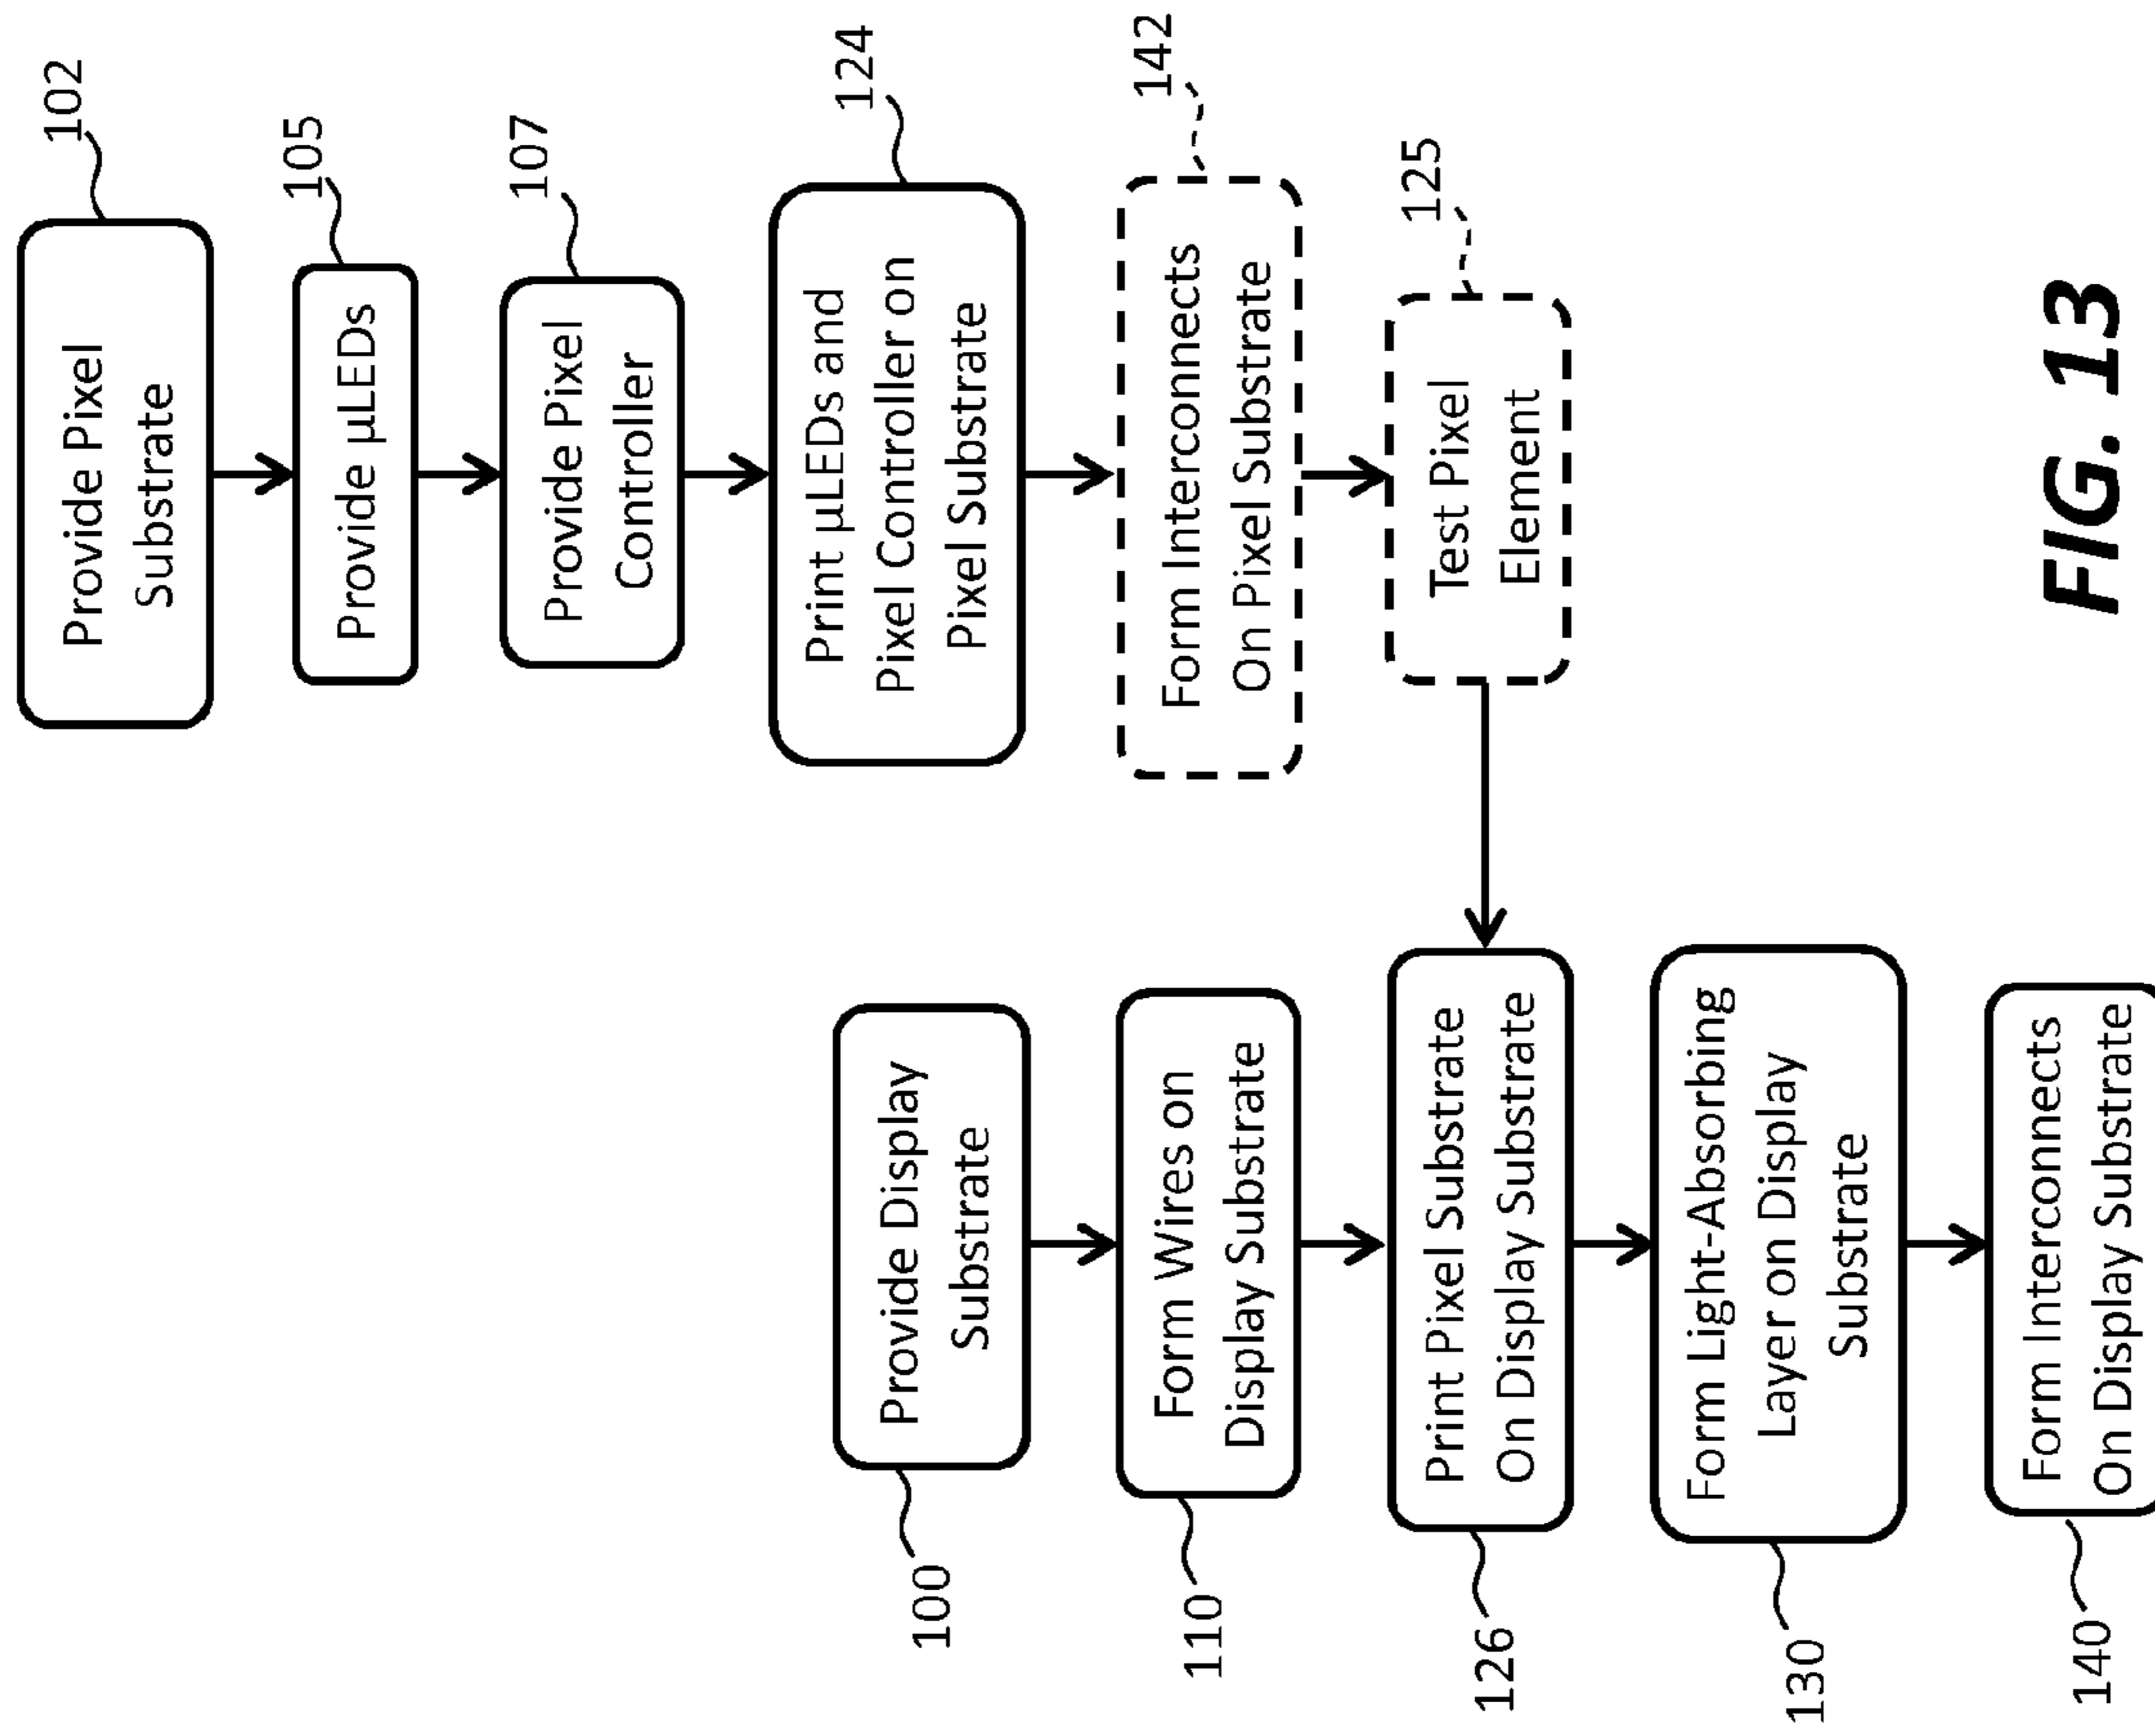 102
Provide Pixel
Substrate
105
Provide µLEDs
107
Provide Pixel
Controller
124
Print µLEDs and
Pixel Controller on
Pixel Substrate
142
Form Interconnects
On Pixel Substrate
125
Test Pixel
Element
100
Provide Display
Substrate
110
Form Wires on
Display Substrate
126
Print Pixel Substrate
On Display Substrate
130
Form Light-Absorbing
Layer on Display
Substrate
140
Form Interconnects
On Display Substrate
FIG. 13